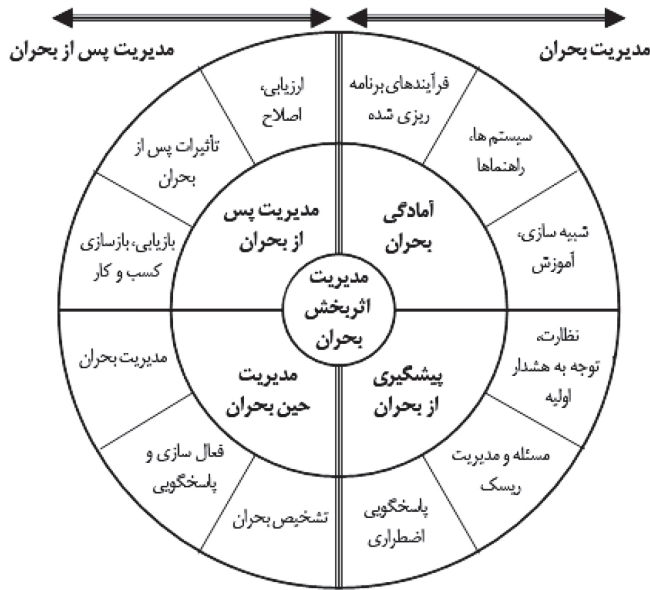 مدیریت بحران
مدیریت پس از بحران
فرآیندهای برنامه
ریزی شده
سیستم ها،
راهنماها
شبیه سازی،
آموزش
آمادگی
بحران
نظارت،
توجه به هشدار
اولیه
مسئله و مدیریت
ریسک
پاسخگویی
اضطراری
پیشگیری
از بحران
تشخیص بحران
فعال سازی و
پاسخگویی
مدیریت بحران
مدیریت
حین بحران
بازیابی، بازسازی
کسب و کار
تأثیرات پس از
بحران
ارزیابی،
اصلاح
مدیریت پس
از بحران
مدیریت
اثربخش
بحران